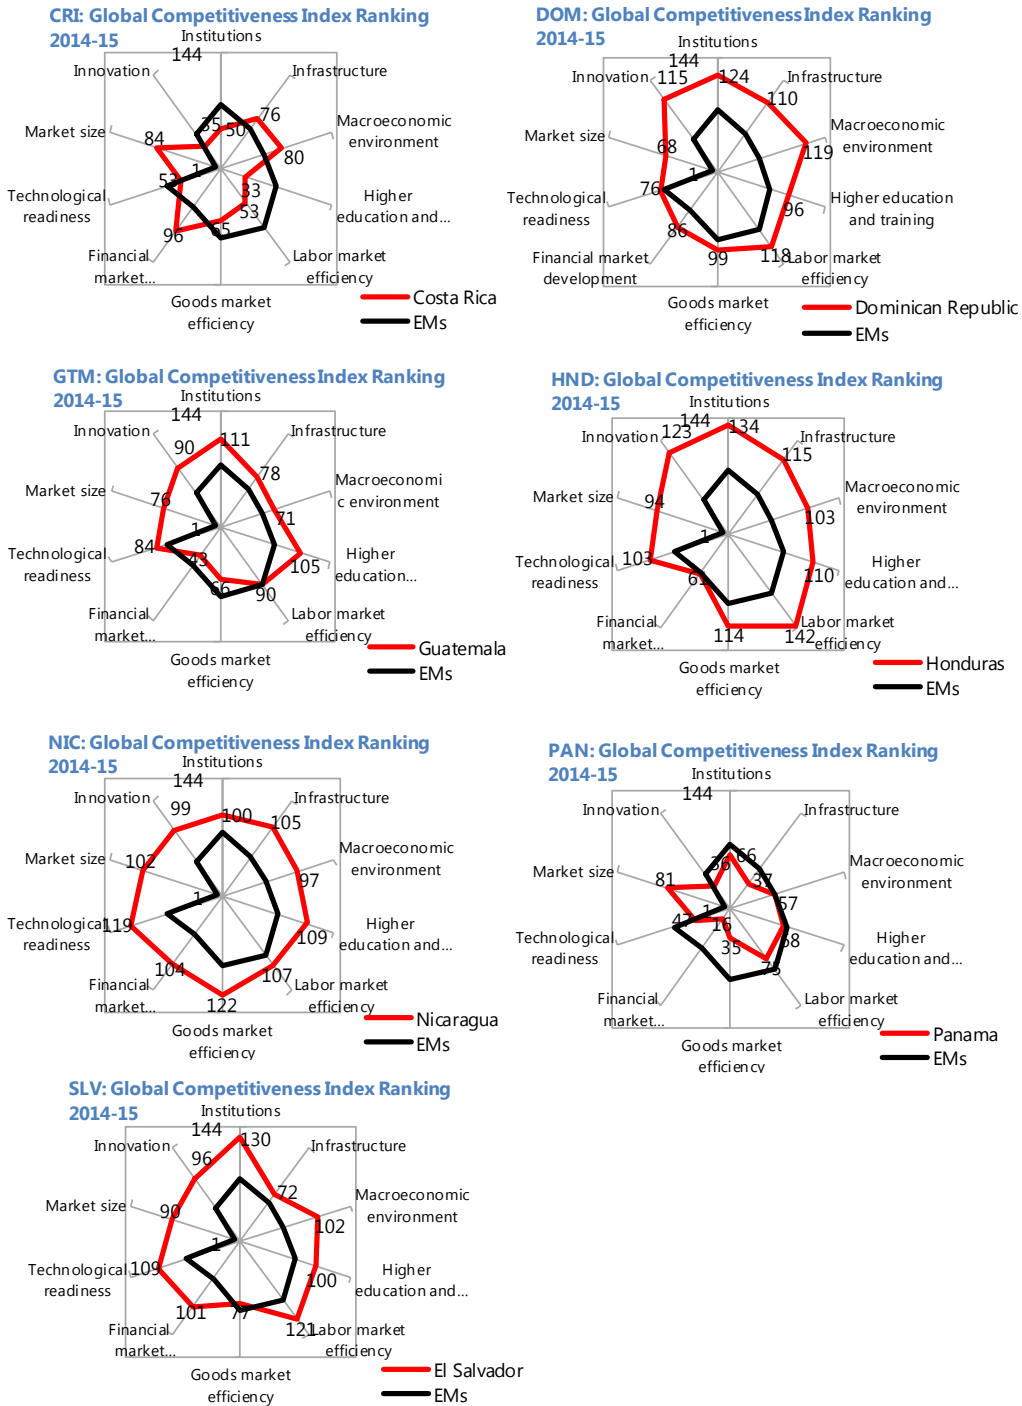 CRI: Global Competitiveness Index Ranking
2014-15
Institutions
144
Innovation
Infrastructure
35
50
76
Market size
84
Macroeconomic
environment
80
1
53
Technological
readiness
33
Higher
education and...
53
96
65
Financial
market...
Labor market
efficiency
Goods market
efficiency
Costa Rica
EMs
DOM: Global Competitiveness Index Ranking
2014-15
Institutions
144
Innovation
115
124
Infrastructure
110
Market size
68
Macroeconomic
environment
119
1
76
Technological
readiness
96
Higher education
and training
86
99
118
Financial market
development
Labor market
efficiency
Goods market
efficiency
Dominican Republic
EMs
GTM: Global Competitiveness Index Ranking
2014-15
Institutions
144
Innovation
90
111
Infrastructure
78
Market size
76
Macroeconomi
c environment
71
1
84
43
Technological
readiness
105
Higher
education...
66
90
Financial
market...
Labor market
efficiency
Goods market
efficiency
Guatemala
EMs
HND: Global Competitiveness Index Ranking
2014-15
Institutions
144
Innovation
123
134
Infrastructure
115
Market size
94
Macroeconomic
environment
103
1
103
Technological
readiness
61
110
Higher
education and...
114
142
Financial
market...
Labor market
efficiency
Goods market
efficiency
Honduras
EMs
NIC: Global Competitiveness Index Ranking
2014-15
Institutions
144
Innovation
99
100
Infrastructure
105
Market size
102
Macroeconomic
environment
97
1
119
Technological
readiness
109
Higher
education and...
104
122
107
Financial
market...
Labor market
efficiency
Goods market
efficiency
Nicaragua
EMs
PAN: Global Competitiveness Index Ranking
2014-15
Institutions
144
Innovation
Infrastructure
36
66
37
Market size
81
Macroeconomic
environment
57
1
47
16
Technological
readiness
68
Higher
education and...
35
75
Financial
market...
Labor market
efficiency
Goods market
efficiency
Panama
EMs
SLV: Global Competitiveness Index Ranking
2014-15
Institutions
144
Innovation
96
130
Infrastructure
72
Market size
90
Macroeconomic
environment
102
1
109
Technological
readiness
100
Higher
education and...
101
77
121
Financial
market...
Labor market
efficiency
Goods market
efficiency
El Salvador
EMs